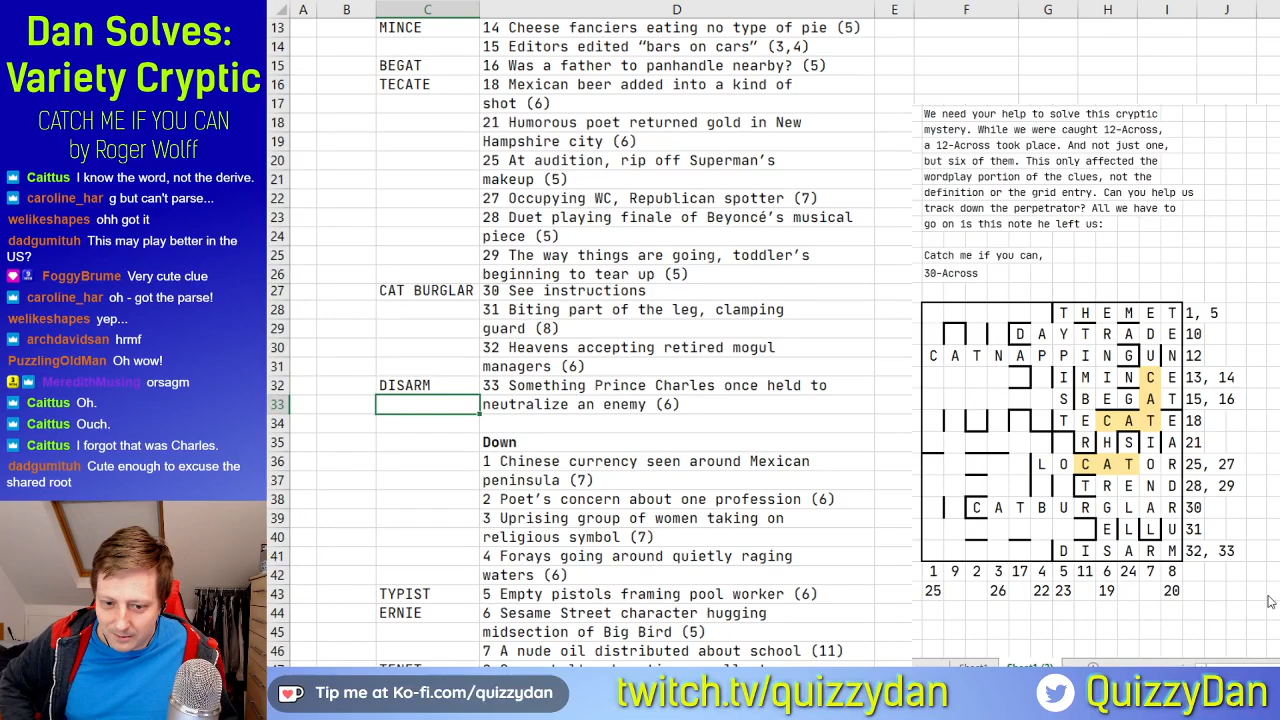 Dan Solves:
Variety Cryptic
CATCH ME IF YOU CAN
by Roger Wolff
Caittus I know the word, not the derive.
caroline_har g but can't parse...
welikeshapes ohh got it
dadgumituh This may play better in the
US?
FoggyBrume Very cute clue
caroline_har oh - got the parse!
welikeshapes yep...
archdavidsan hrmf
PuzzlingOldMan Oh wow!
MeredithMusing orsagm
Caittus Oh.
Caittus Ouch.
Caittus I forgot that was Charles.
dadgumituh Cute enough to excuse the
shared root
B C D E F G H I J
13 MINCE 14 Cheese fanciers eating no type of pie (5)
14 15 Editors edited “bars on cars” (3,4)
15 BEGAT 16 Was a father to panhandle nearby? (5)
16 TECATE 18 Mexican beer added into a kind of
17 shot (6)
18 21 Humorous poet returned gold in New
19 Hampshire city (6)
20 25 At audition, rip off Superman’s
21 makeup (5)
22 27 Occupying WC, Republican spotter (7)
23 28 Duet playing finale of Beyoncé’s musical
24 piece (5)
25 29 The way things are going, toddler’s
26 beginning to tear up (5)
27 CAT BURGLAR 30 See instructions
28 31 Biting part of the leg, clamping
29 guard (8)
30 32 Heavens accepting retired mogul
31 managers (6)
32 DISARM 33 Something Prince Charles once held to
33 neutralize an enemy (6)
34
35 Down
36 1 Chinese currency seen around Mexican
37 peninsula (7)
38 2 Poet’s concern about one profession (6)
39 3 Uprising group of women taking on
40 religious symbol (7)
41 4 Forays going around quietly raging
42 waters (6)
43 TYPIST 5 Empty pistols framing pool worker (6)
44 ERNIE 6 Sesame Street character hugging
45 midsection of Big Bird (5)
46 7 A nude oil distributed about school (11)
We need your help to solve this cryptic
mystery. While we were caught 12-Across,
a 12-Across took place. And not just one,
but six of them. This only affected the
wordplay portion of the clues, not the
definition or the grid entry. Can you help us
track down the perpetrator? All we have to
go on is this note he left us:
Catch me if you can,
30-Across
T H E M E T 1, 5
D A Y T R A D E 10
C A T N A P P I N G U N 12
I M I N C E 13, 14
S B E G A T 15, 16
T E C A T E 18
R H S I A 21
L O C A T O R 25, 27
T R E N D 28, 29
C A T B U R G L A R 30
E L L U 31
D I S A R M 32, 33
1 9 2 3 17 4 5 11 6 24 7 8
25 26 22 23 19 20
Tip me at Ko-fi.com/quizzydan
twitch.tv/quizzydan
QuizzyDan